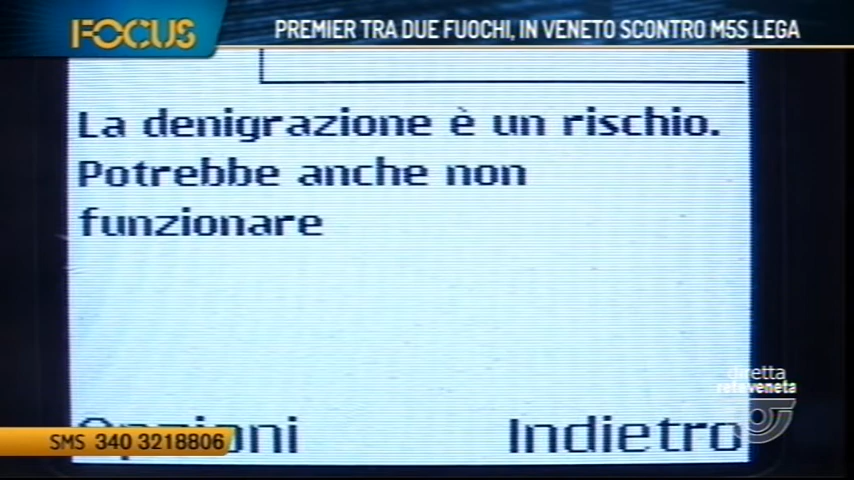 FOCUS
PREMIER TRA DUE FUOCHI, IN VENETO SCONTRO M5S LEGA
La denigrazione è un rischio.
Potrebbe anche non
funzionare
diretta
reteveneta
Opzioni
Indietro
SMS 340 3218806